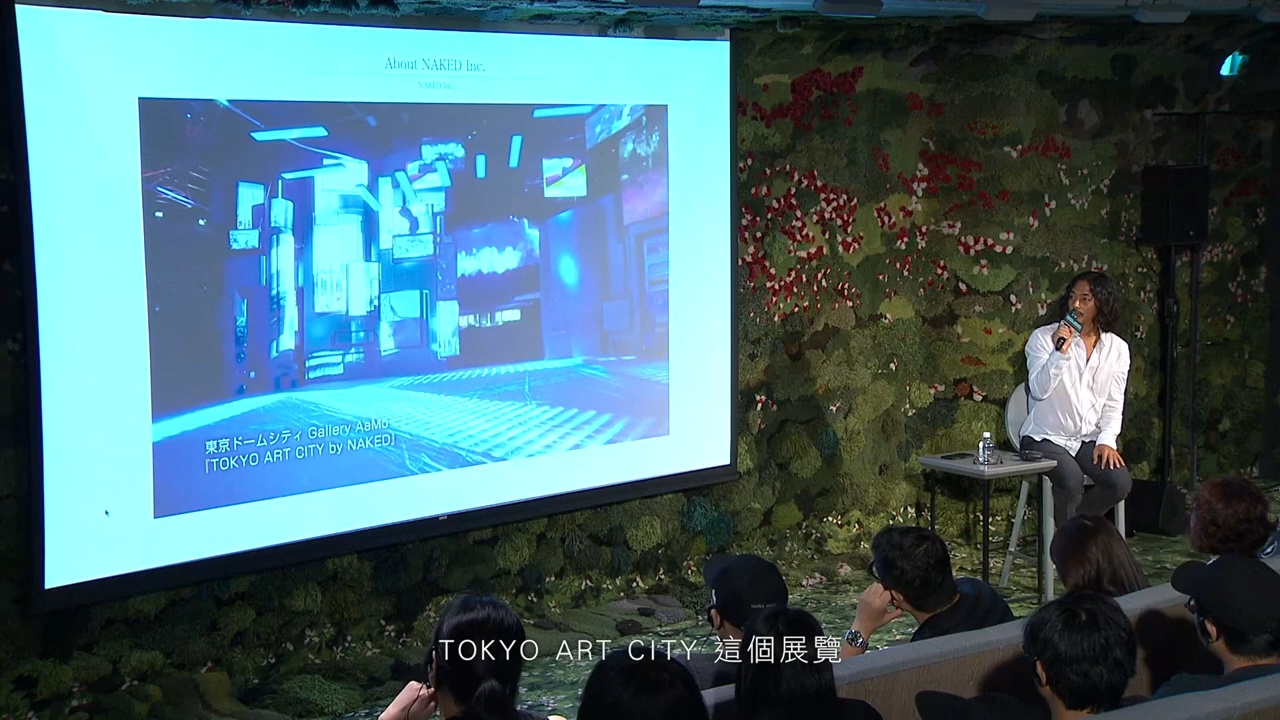 About NAKED Inc.
NAKED Inc.
東京ドームシティ Gallery AaMo
「TOKYO ART CITY by NAKED」
TOKYO ART CITY 這個展覽